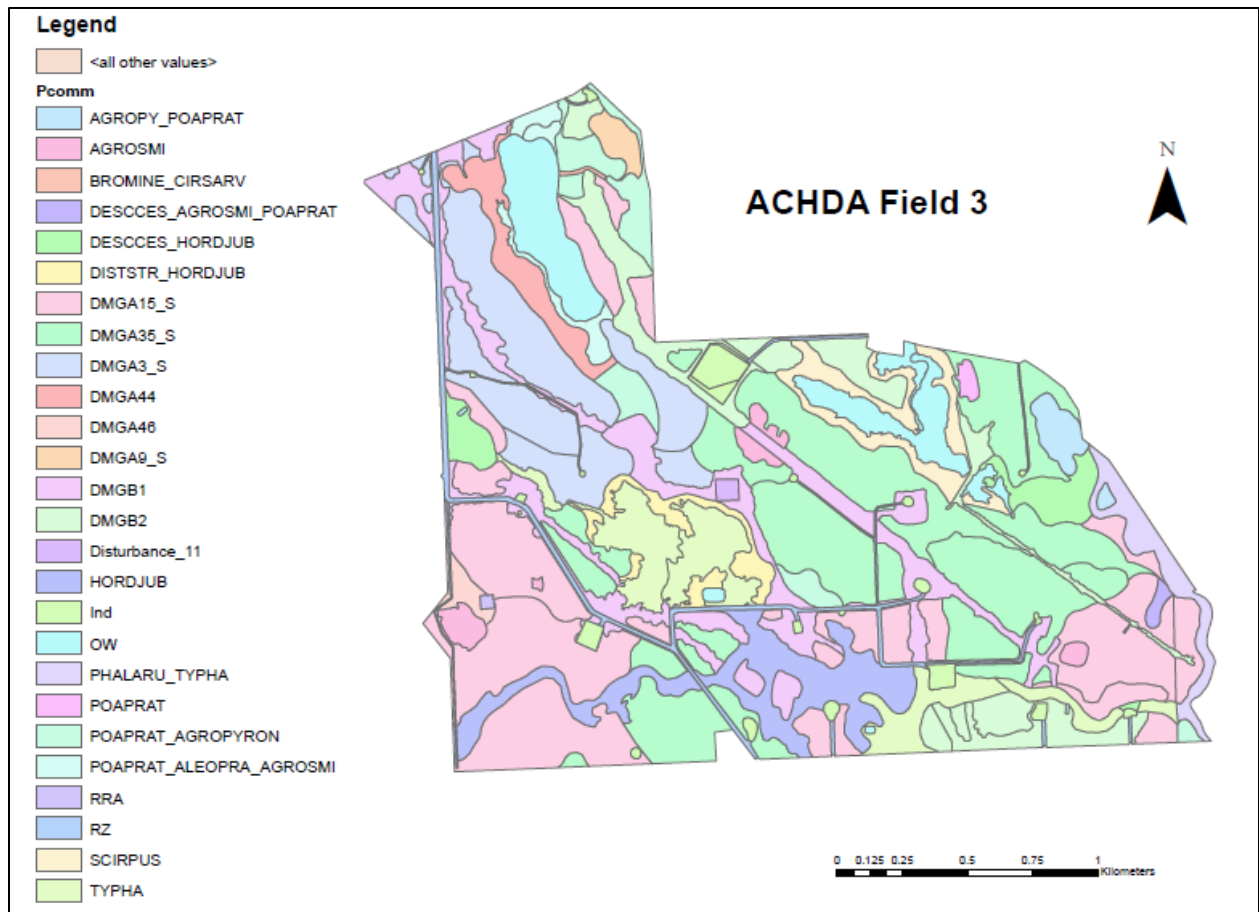 Legend
<all other values>
Pcomm
AGROPY_POAPRAT
AGROSMI
BROMINE_CIRSARV
DESCCES_AGROSMI_POAPRAT
DESCCES_HORDJUB
DISTSTR_HORDJUB
DMGA15_S
DMGA35_S
DMGA3_S
DMGA44
DMGA46
DMGA9_S
DMGB1
DMGB2
Disturbance_11
HORDJUB
Ind
OW
PHALARU_TYPHA
POAPRAT
POAPRAT_AGROPYRON
POAPRAT_ALEOPRA_AGROSMI
RRA
RZ
SCIRPUS
TYPHA
N
ACHDA Field 3
0 0.125 0.25 0.5 0.75 1
Kilometers